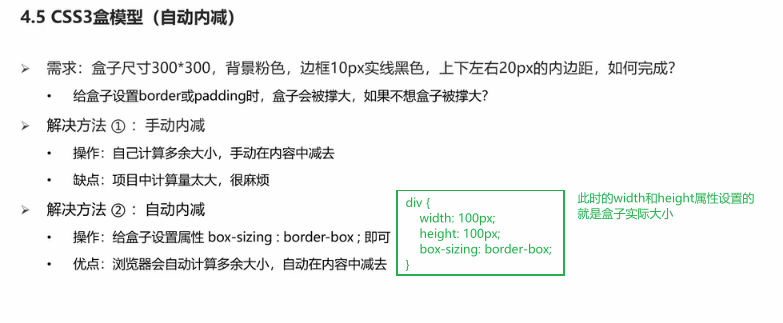 4.5 CSS3盒模型（自动内减）
➢ 需求：盒子尺寸300*300，背景粉色，边框10px实线黑色，上下左右20px的内边距，如何完成？
• 给盒子设置border或padding时，盒子会被撑大，如果不想盒子被撑大？
➢ 解决方法 ① ：手动内减
• 操作：自己计算多余大小，手动在内容中减去
• 缺点：项目中计算量太大，很麻烦
➢ 解决方法 ② ：自动内减
• 操作：给盒子设置属性 box-sizing : border-box ; 即可
• 优点：浏览器会自动计算多余大小，自动在内容中减去
div {
width: 100px;
height: 100px;
box-sizing: border-box;
}
此时的width和height属性设置的
就是盒子实际大小